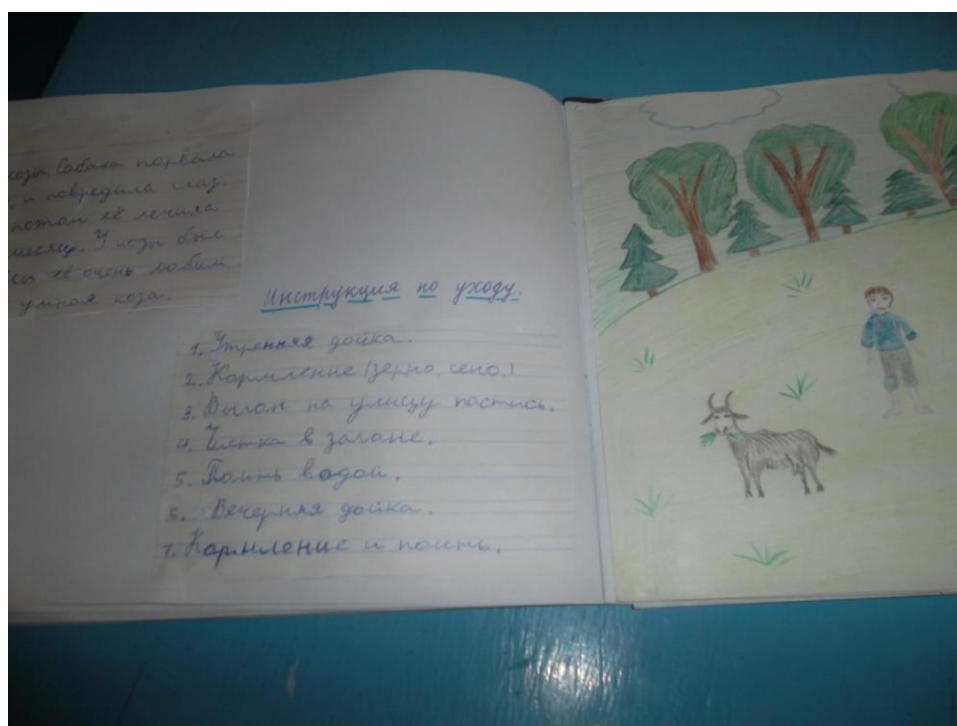 козы. Собака порвала
и повредила глаз.
потом её лечила
месяц. У козы был
её очень любим,
умная коза.
Инструкция по уходу.
1. Утренняя дойка.
2. Кормление (зерно, сено.)
3. Выгон на улицу пастись.
4. Чистка в загоне.
5. Поить водой.
6. Вечерняя дойка.
7. Кормление и поить.